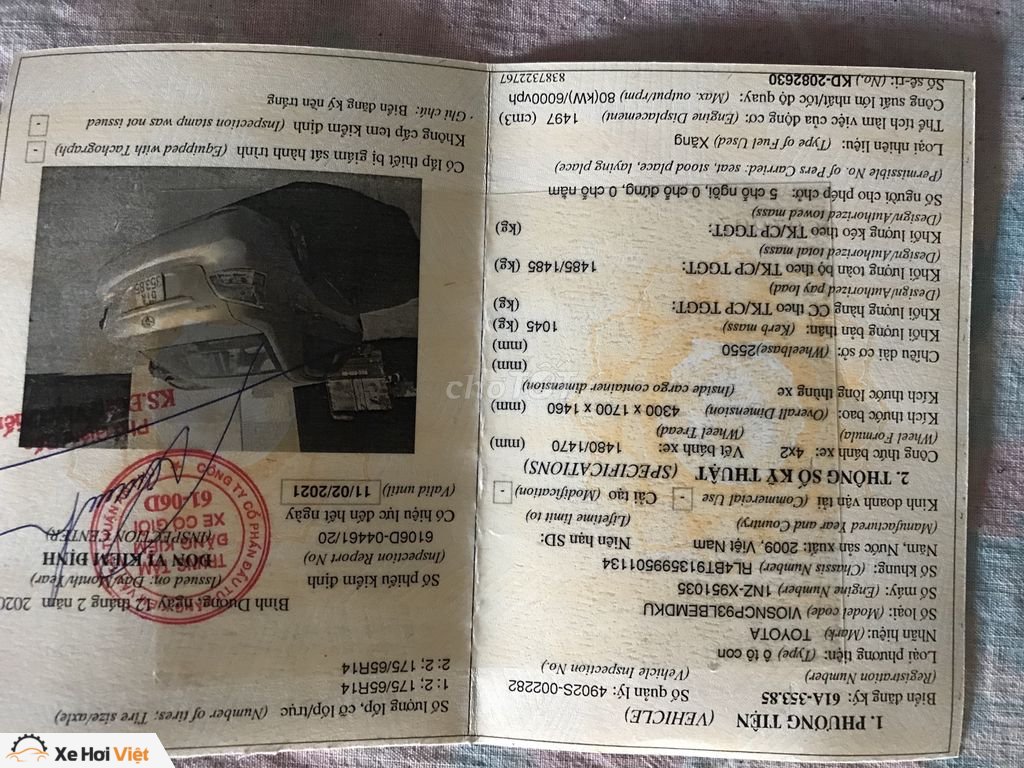 1. PHƯƠNG TIỆN (VEHICLE)
Biển đăng ký: 61A-353.85 Số quản lý: 4902S-002282
(Registration Number) (Vehicle Inspection No.)
Loại phương tiện: (Type) ô tô con
Nhãn hiệu: (Mark) TOYOTA
Số loại: (Model code) VIOSNCP93LBEMDKU
Số máy: (Engine Number) 1NZ-X951035
Số khung: (Chassis Number) RL4BT913599501134
Năm, Nước sản xuất: 2009, Việt Nam Niên hạn SD:
(Manufactured Year and Country) (Lifetime limit to)
Kinh doanh vận tải (Commercial Use) - Cải tạo (Modification) -
2. THÔNG SỐ KỸ THUẬT (SPECIFICATIONS)
Công thức bánh xe: 4x2 Vết bánh xe: 1480/1470 (mm)
(Wheel Formula) (Wheel Tread)
Kích thước bao: (Overall Dimension) 4300 x 1700 x 1460 (mm)
Kích thước lòng thùng xe (Inside cargo container dimension)
(mm)
Chiều dài cơ sở: (Wheelbase)2550 (mm)
Khối lượng bản thân: (Kerb mass) 1045 (kg)
Khối lượng hàng CC theo TK/CP TGGT: (kg)
(Design/Authorized pay load)
Khối lượng toàn bộ theo TK/CP TGGT: 1485/1485 (kg)
(Design/Authorized total mass)
Khối lượng kéo theo TK/CP TGGT: (kg)
(Design/Authorized towed mass)
Số người cho phép chở: 5 chỗ ngồi, 0 chỗ đứng, 0 chỗ nằm
(Permissible No. of Pers Carried: seat, stood place, laying place)
Loại nhiên liệu: (Type of Fuel Used) Xăng
Thể tích làm việc của động cơ: (Engine Displacement) 1497 (cm3)
Công suất lớn nhất/tốc độ quay: (Max. output/rpm) 80(kW)/6000vph
Số sê-ri: (No.) KD-2082630 8387322767
Số lượng lốp, cỡ lốp/trục (Number of tires; Tire size/axle)
1: 2; 175/65R14
2: 2; 175/65R14
Bình Dương, ngày 12 tháng 2 năm 2020
(Issued on: Day/Month/Year)
ĐƠN VỊ KIỂM ĐỊNH
(INSPECTION CENTER)
Số phiếu kiểm định
(Inspection Report No)
6106D-04461/20
Có hiệu lực đến hết ngày
(Valid until) 11/02/2021
CÔNG TY CỔ PHẦN ĐẦU TƯ
TRUNG TÂM
ĐĂNG KIỂM
XE CƠ GIỚI
61-06D
KS.
61A
35385
Có lắp thiết bị giám sát hành trình (Equipped with Tachograph) -
Không cấp tem kiểm định (Inspection stamp was not issued -
Ghi chú: Biển đăng ký nền trắng
chợ TỐT
Xe Hơi Việt